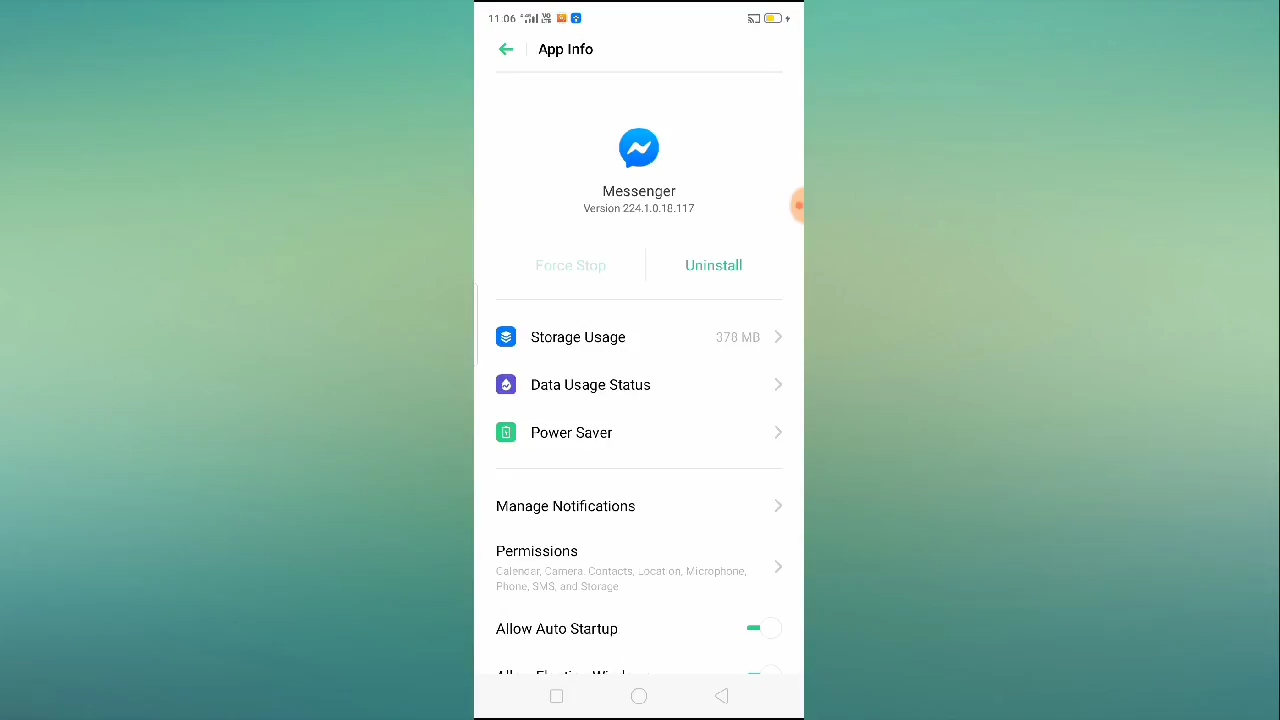 11:06
App Info
Messenger
Version 224.1.0.18.117
Force Stop
Uninstall
Storage Usage
378 MB
Data Usage Status
Power Saver
Manage Notifications
Permissions
Calendar, Camera, Contacts, Location, Microphone,
Phone, SMS, and Storage
Allow Auto Startup